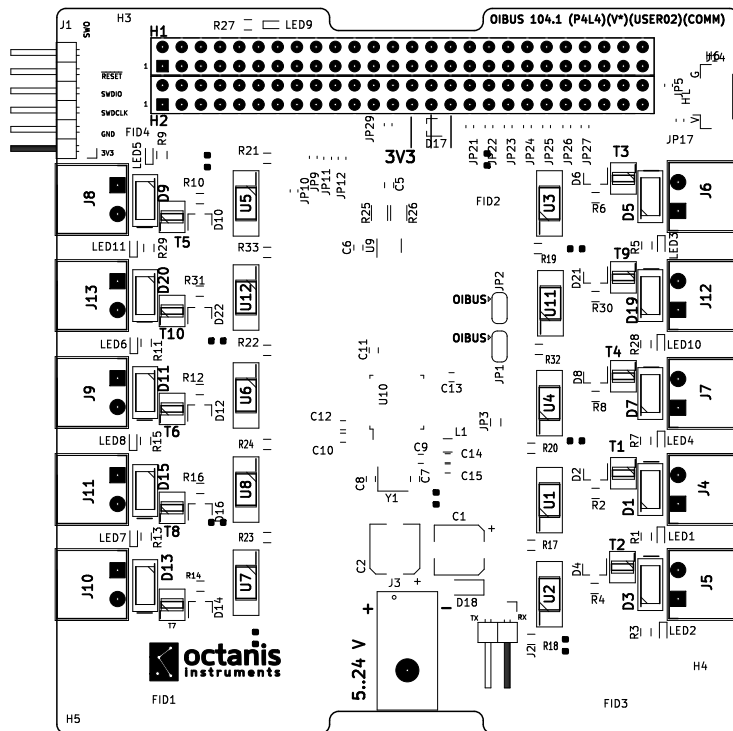 J1
SWO
H3
R27
LED9
OIBUS 104.1 (P4L4)(V*)(USER02)(COMM)
H1
1
RESET
SWDIO
SWDCLK
GND
3V3
FID4
1
H2
JP5
H
L
G
V
JP17
LED5
R9
R21
JP29
3V3
D17
JP21
JP22
JP23
JP24
JP25
JP26
JP27
T3
JP10
JP9
JP11
JP12
C5
FID2
J8
D9
R10
D10
U5
T5
R25
R26
U3
D6
R6
D5
J6
LED11
R29
R33
C6
U9
R19
R5
LED3
T9
J13
D20
R31
D22
U12
T10
JP2
OIBUS
U11
D21
R30
D19
J12
LED6
R11
R22
C11
OIBUS
JP1
R32
R28
LED10
T4
J9
D11
R12
D12
U6
T6
U10
C13
JP3
U4
D8
R8
D7
J7
LED8
R15
R24
C12
C10
L1
C9
C14
R20
R7
LED4
T1
J11
D15
R16
D16
U8
T8
C8
C7
C15
Y1
U1
D2
R2
D1
J4
LED7
R13
R23
C2
C1
+
R17
R1
LED1
T2
J10
D13
R14
D14
U7
T7
J3
+
D18
U2
D4
R4
D3
J5
+
−
TX
RX
J2
R18
R3
LED2
octanis
instruments
5..24 V
H4
FID1
FID3
H5